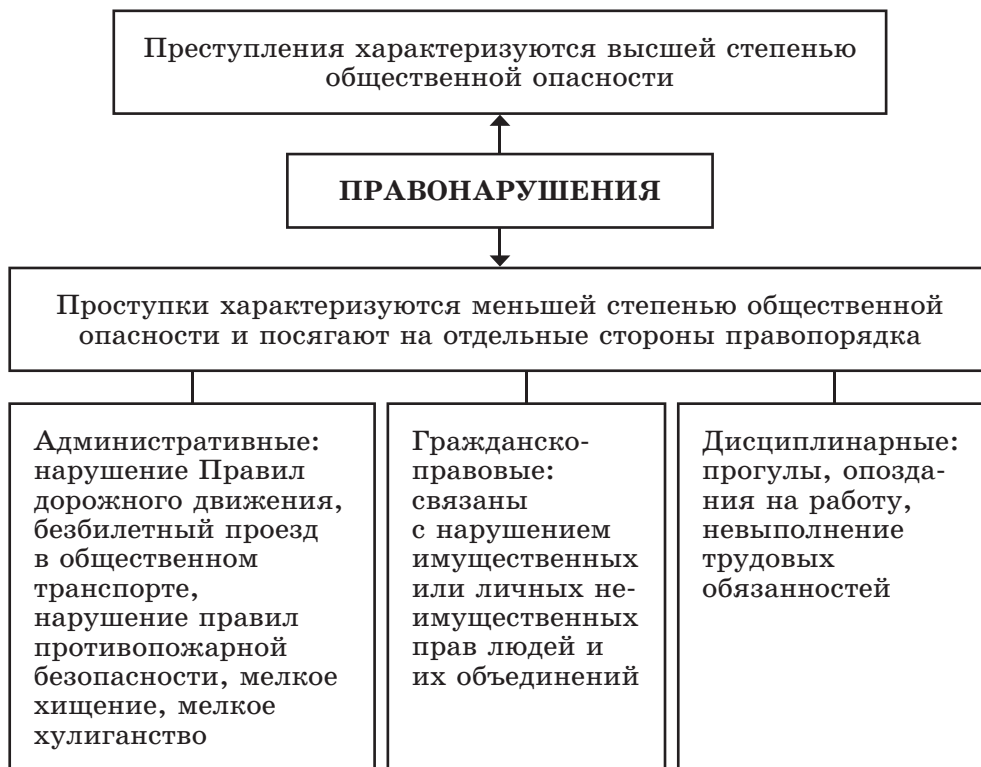 Преступления характеризуются высшей степенью
общественной опасности
ПРАВОНАРУШЕНИЯ
Проступки характеризуются меньшей степенью общественной
опасности и посягают на отдельные стороны правопорядка
Административные:
нарушение Правил
дорожного движения,
безбилетный проезд
в общественном
транспорте,
нарушение правил
противопожарной
безопасности, мелкое
хищение, мелкое
хулиганство
Гражданско-
правовые:
связаны
с нарушением
имущественных
или личных не-
имущественных
прав людей и
их объединений
Дисциплинарные:
прогулы, опозда-
ния на работу,
невыполнение
трудовых
обязанностей